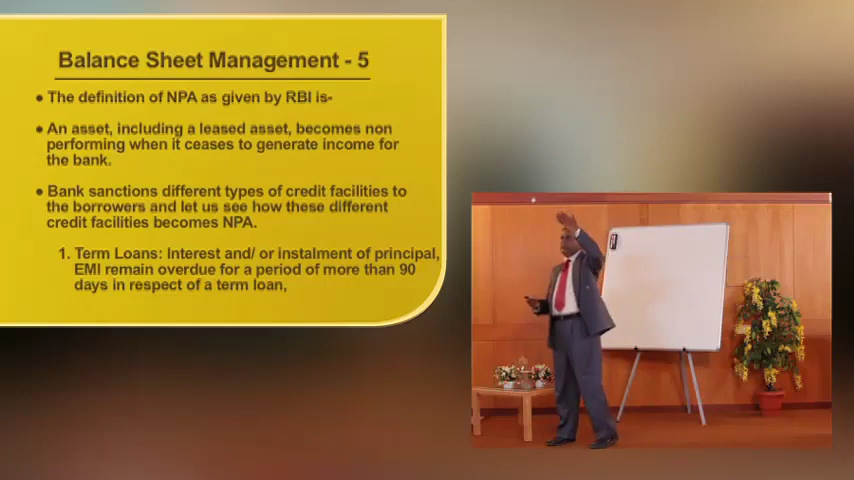 Balance Sheet Management - 5
● The definition of NPA as given by RBI is-
● An asset, including a leased asset, becomes non
performing when it ceases to generate income for
the bank.
● Bank sanctions different types of credit facilities to
the borrowers and let us see how these different
credit facilities becomes NPA.
1. Term Loans: Interest and/ or instalment of principal,
EMI remain overdue for a period of more than 90
days in respect of a term loan,